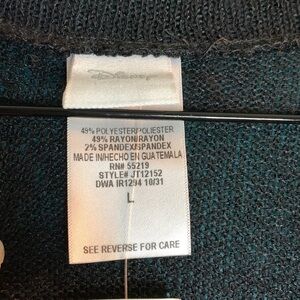 Disney
49% POLYESTER/POLIESTER
49% RAYON/RAYON
2% SPANDEX/SPANDEX
MADE IN/HECHO EN GUATEMALA
RN# 55219
STYLE# JT12152
DWA IR1294 10/31
L
SEE REVERSE FOR CARE